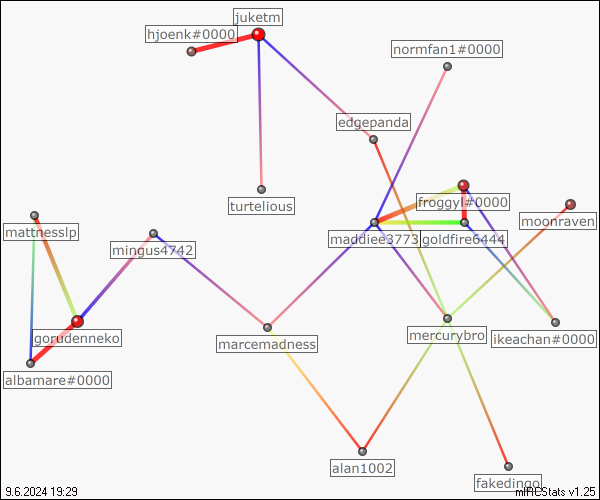 juketm
hjoenk#0000
normfan1#0000
edgepanda
froggyl#0000
turtelious
moonraven
mattnesslp
maddiee3773
goldfire6444
mingus4742
gorudenneko
mercurybro
ikeachan#0000
marcemadness
albamare#0000
alan1002
fakedingo
9.6.2024 19:29
mIRCStats v1.25